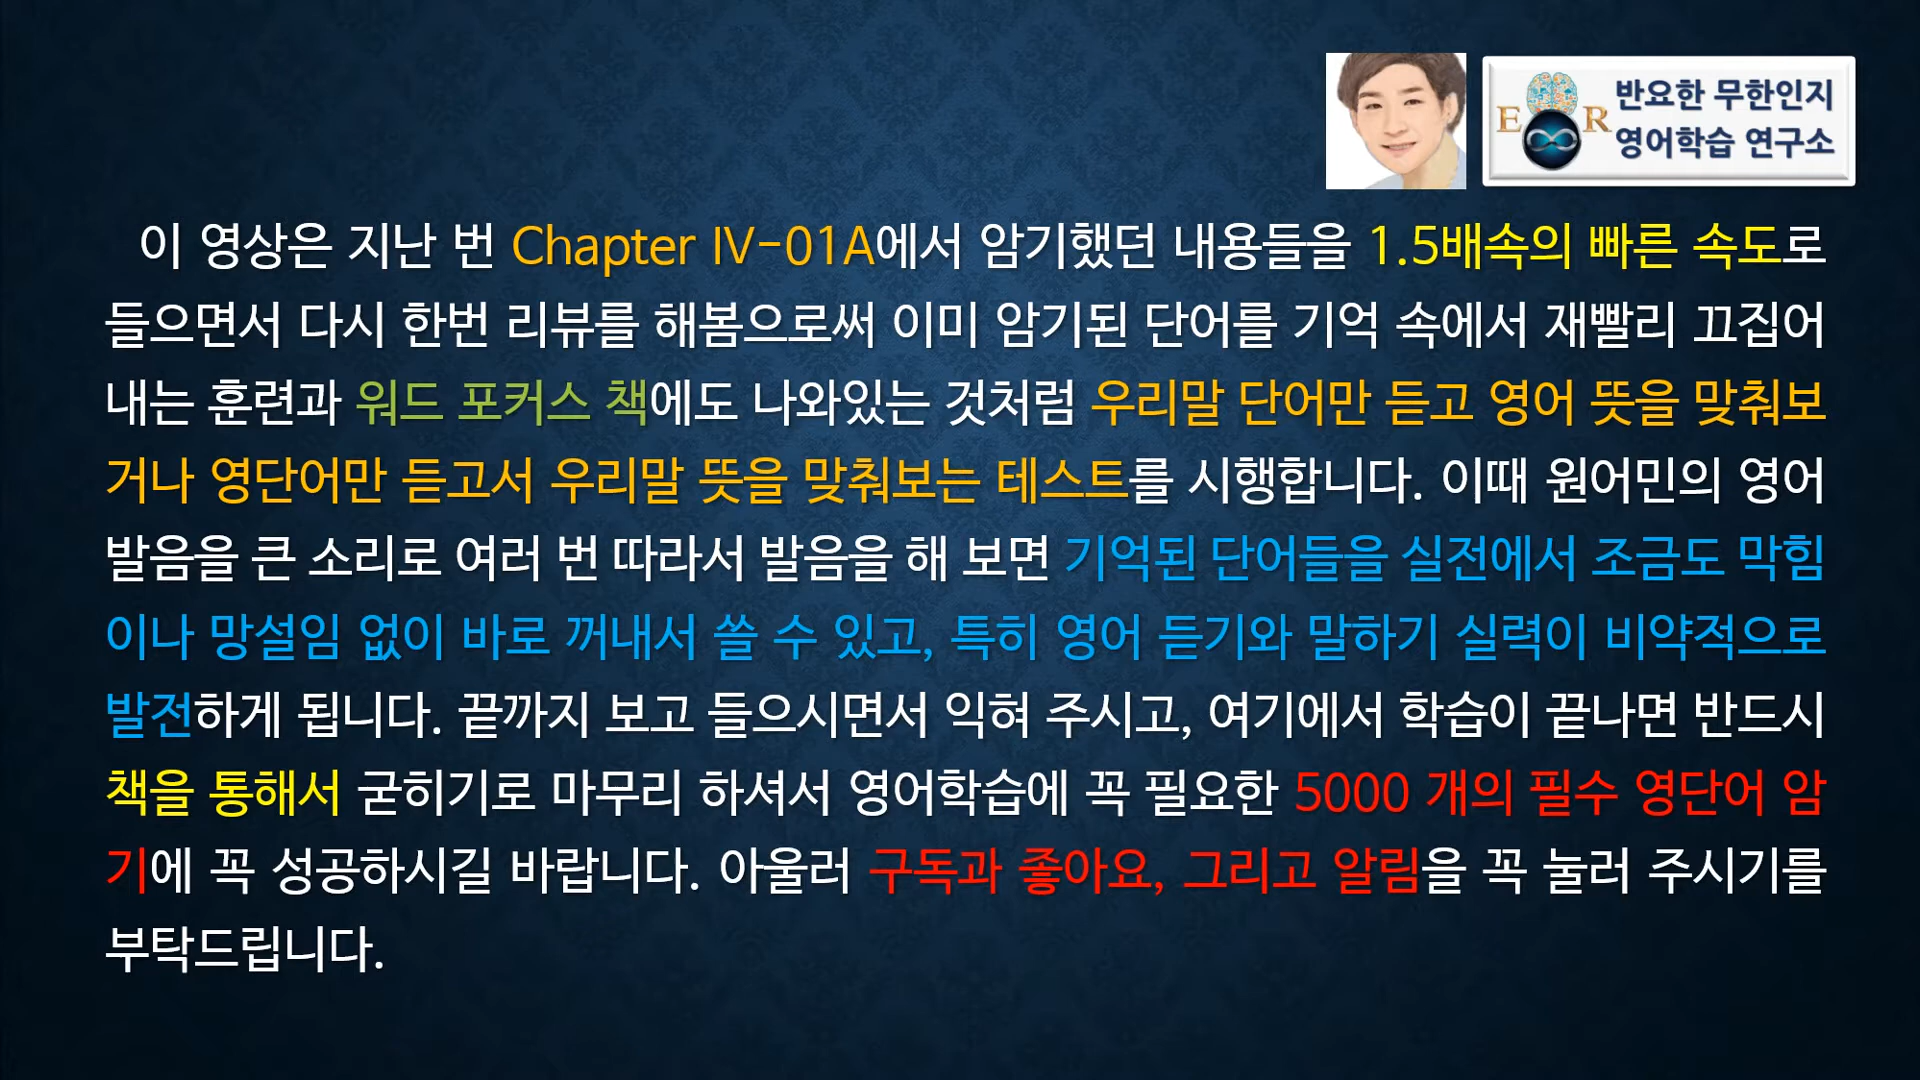 반요한 무한인지
E R
영어학습 연구소
이 영상은 지난 번 Chapter Ⅳ-01A에서 암기했던 내용들을 1.5배속의 빠른 속도로
들으면서 다시 한번 리뷰를 해봄으로써 이미 암기된 단어를 기억 속에서 재빨리 끄집어
내는 훈련과 워드 포커스 책에도 나와있는 것처럼 우리말 단어만 듣고 영어 뜻을 맞춰보
거나 영단어만 듣고서 우리말 뜻을 맞춰보는 테스트를 시행합니다. 이때 원어민의 영어
발음을 큰 소리로 여러 번 따라서 발음을 해 보면 기억된 단어들을 실전에서 조금도 막힘
이나 망설임 없이 바로 꺼내서 쓸 수 있고, 특히 영어 듣기와 말하기 실력이 비약적으로
발전하게 됩니다. 끝까지 보고 들으시면서 익혀 주시고, 여기에서 학습이 끝나면 반드시
책을 통해서 굳히기로 마무리 하셔서 영어학습에 꼭 필요한 5000 개의 필수 영단어 암
기에 꼭 성공하시길 바랍니다. 아울러 구독과 좋아요, 그리고 알림을 꼭 눌러 주시기를
부탁드립니다.